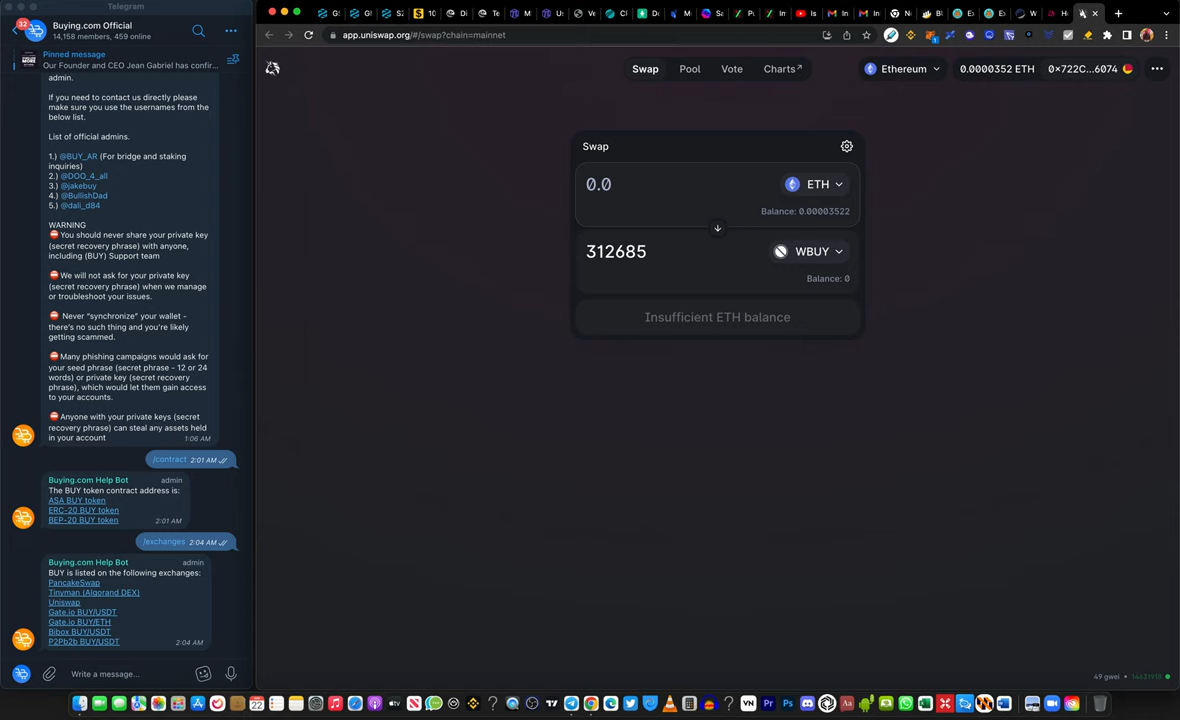 Telegram
32
Buying.com Official
14,158 members, 459 online
Pinned message
Our Founder and CEO Jean Gabriel has confir...
admin.
If you need to contact us directly please
make sure you use the usernames from the
below list.
List of official admins.
1.) @BUY_AR (For bridge and staking
inquiries)
2.) @DOO_4_all
3.) @jakebuy
4.) @BullishDad
5.) @dali_d84
WARNING
You should never share your private key
(secret recovery phrase) with anyone,
including (BUY) Support team
We will not ask for your private key
(secret recovery phrase) when we manage
or troubleshoot your issues.
Never “synchronize” your wallet -
there's no such thing and you're likely
getting scammed.
Many phishing campaigns would ask for
your seed phrase (secret phrase - 12 or 24
words) or private key (secret recovery
phrase), which would let them gain access
to your accounts.
Anyone with your private keys (secret
recovery phrase) can steal any assets held
in your account
1:06 AM
/contract 2:01 AM
Buying.com Help Bot admin
The BUY token contract address is:
ASA BUY token
ERC-20 BUY token
BEP-20 BUY token
2:01 AM
/exchanges 2:04 AM
Buying.com Help Bot admin
BUY is listed on the following exchanges:
PancakeSwap
Tinyman (Algorand DEX)
Uniswap
Gate.io BUY/USDT
Gate.io BUY/ETH
Bibox BUY/USDT
P2Pb2b BUY/USDT
2:04 AM
Write a message...
app.uniswap.org/#/swap?chain=mainnet
Swap Pool Vote Charts↗
Ethereum 0.0000352 ETH 0x722C...6074
Swap
0.0 ETH
Balance: 0.00003522
312685 WBUY
Balance: 0
Insufficient ETH balance
49 gwei • 14631918